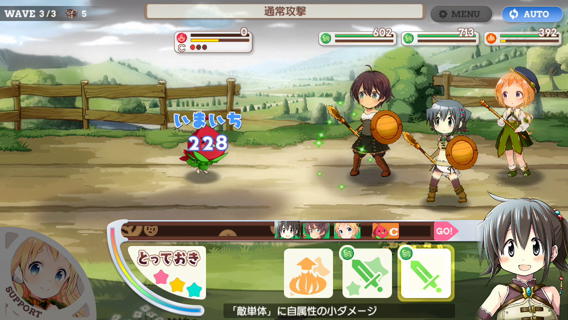 WAVE 3/3 5
通常攻撃
MENU
AUTO
0
C
602
713
392
いまいち
228
C GO!
とっておき
SUPPORT
「敵単体」に自属性の小ダメージ